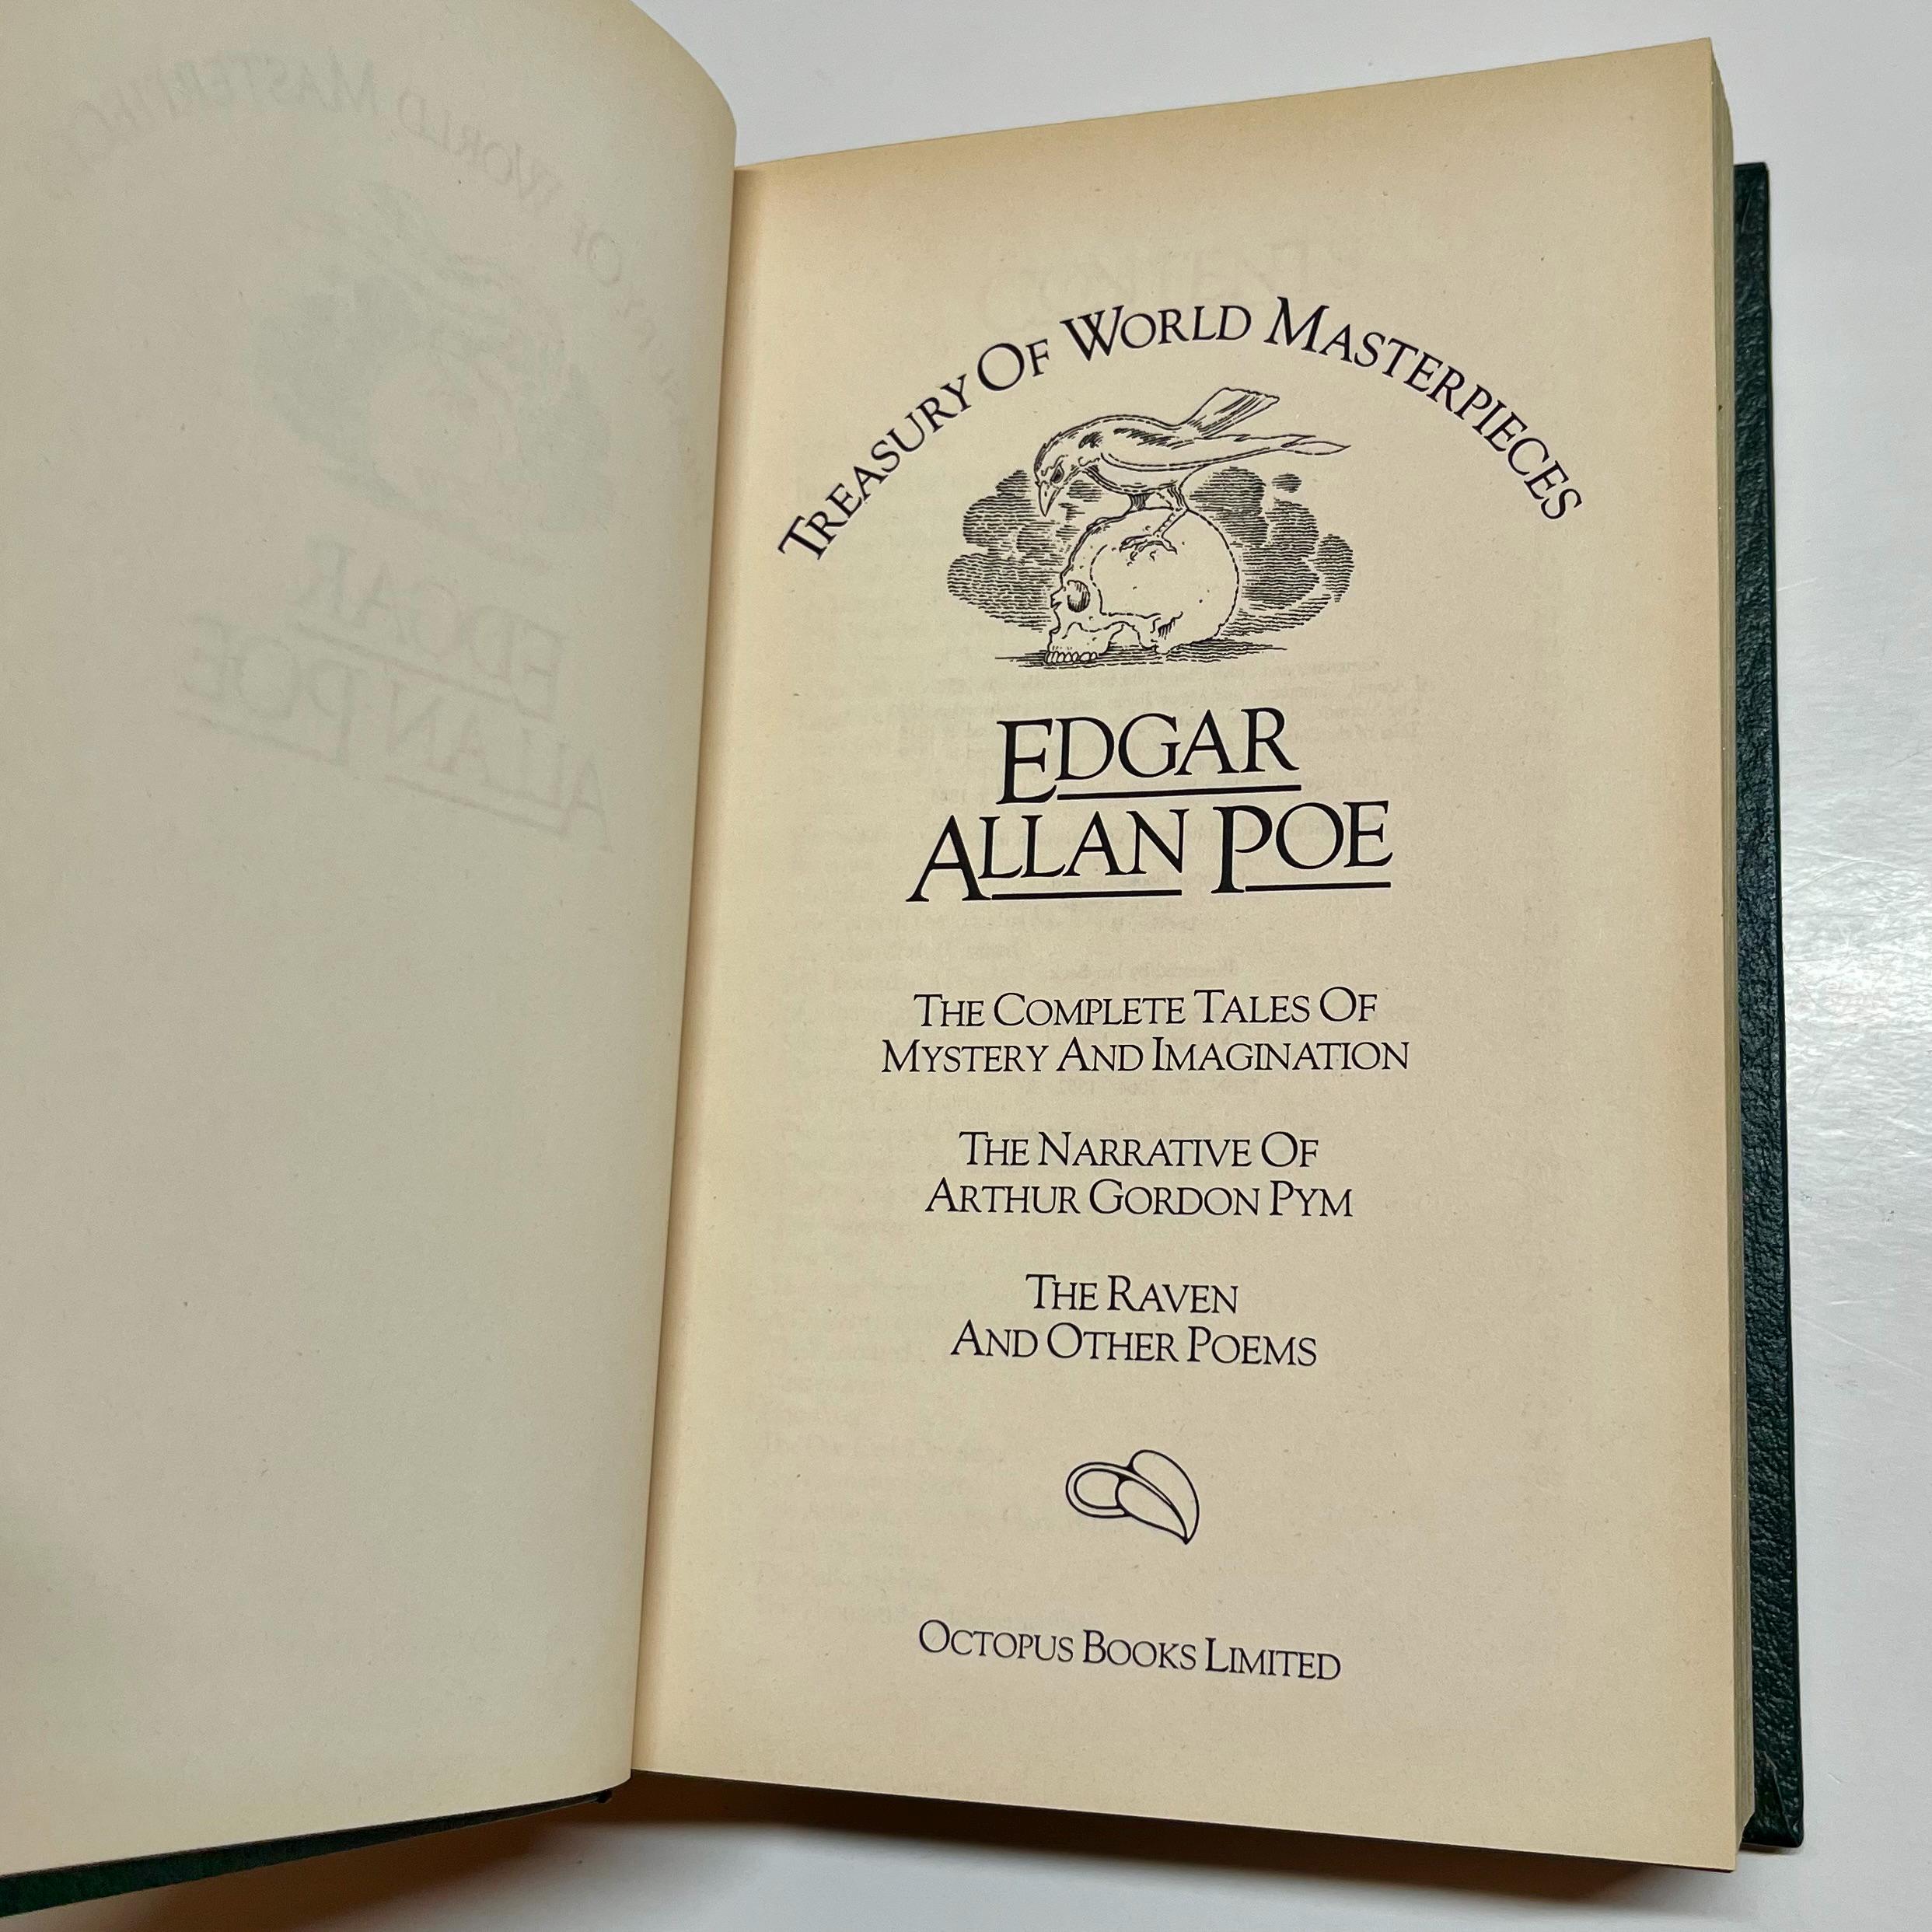 TREASURY OF WORLD MASTERPIECES
EDGAR
ALLAN POE
THE COMPLETE TALES OF
MYSTERY AND IMAGINATION
THE NARRATIVE OF
ARTHUR GORDON PYM
THE RAVEN
AND OTHER POEMS
OCTOPUS BOOKS LIMITED